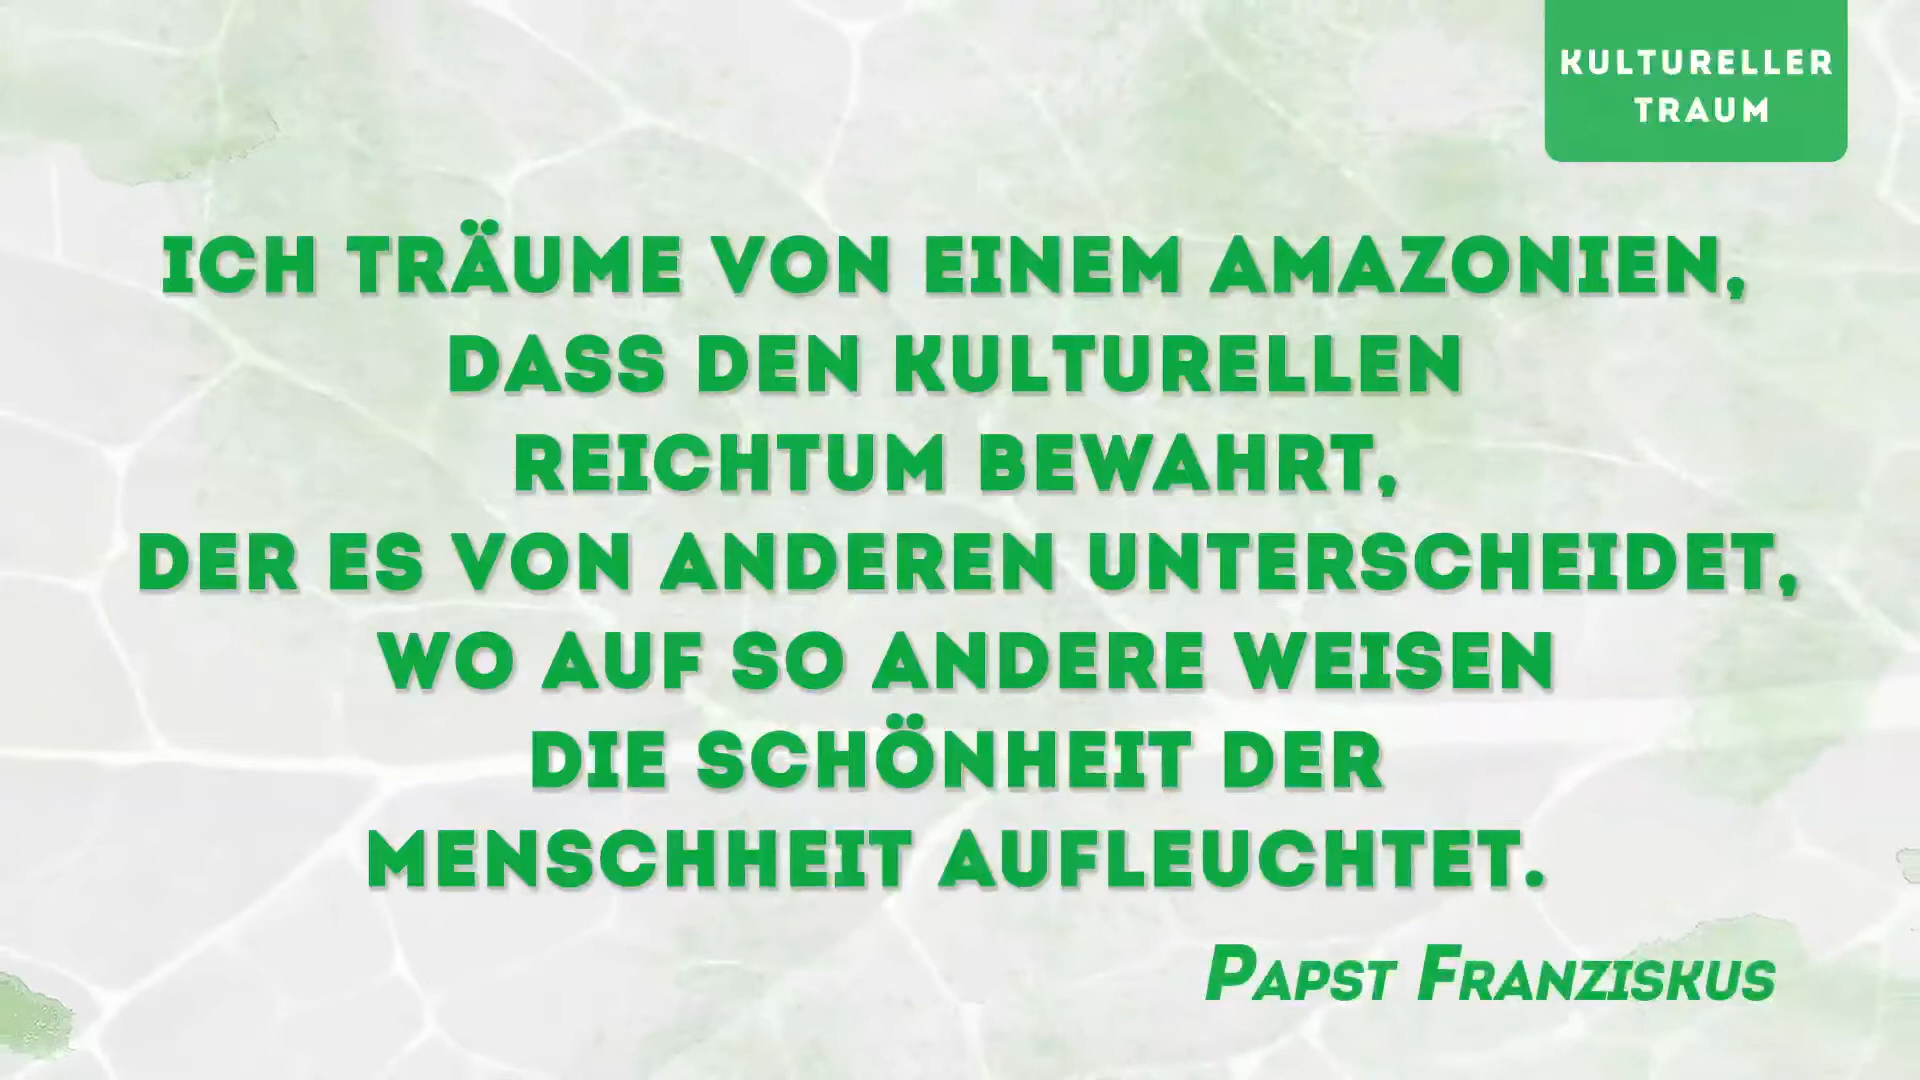 KULTURELLER
TRAUM
ICH TRÄUME VON EINEM AMAZONIEN,
DASS DEN KULTURELLEN
REICHTUM BEWAHRT,
DER ES VON ANDEREN UNTERSCHEIDET,
WO AUF SO ANDERE WEISEN
DIE SCHÖNHEIT DER
MENSCHHEIT AUFLEUCHTET.
PAPST FRANZISKUS